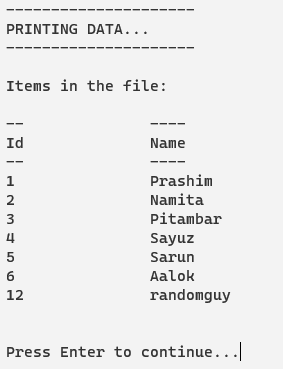 ---------------------
PRINTING DATA...
---------------------
Items in the file:
-- ----
Id Name
-- ----
1 Prashim
2 Namita
3 Pitambar
4 Sayuz
5 Sarun
6 Aalok
12 randomguy
Press Enter to continue...